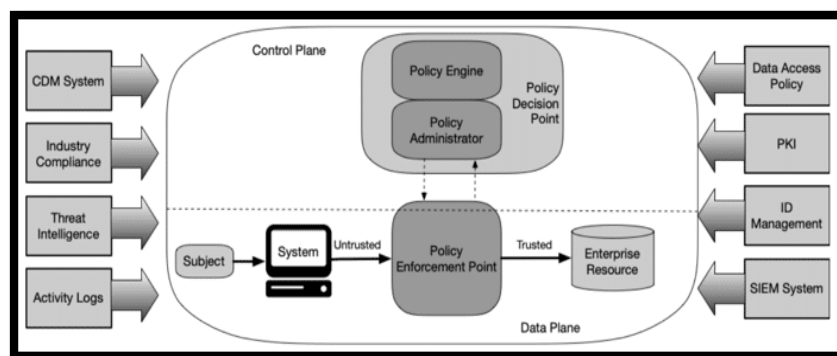 CDM System
Industry
Compliance
Threat
Intelligence
Activity Logs
Control Plane
Policy Engine
Policy
Administrator
Policy
Decision
Point
Subject
System
Untrusted
Policy
Enforcement Point
Trusted
Enterprise
Resource
Data Plane
Data Access
Policy
PKI
ID
Management
SIEM System